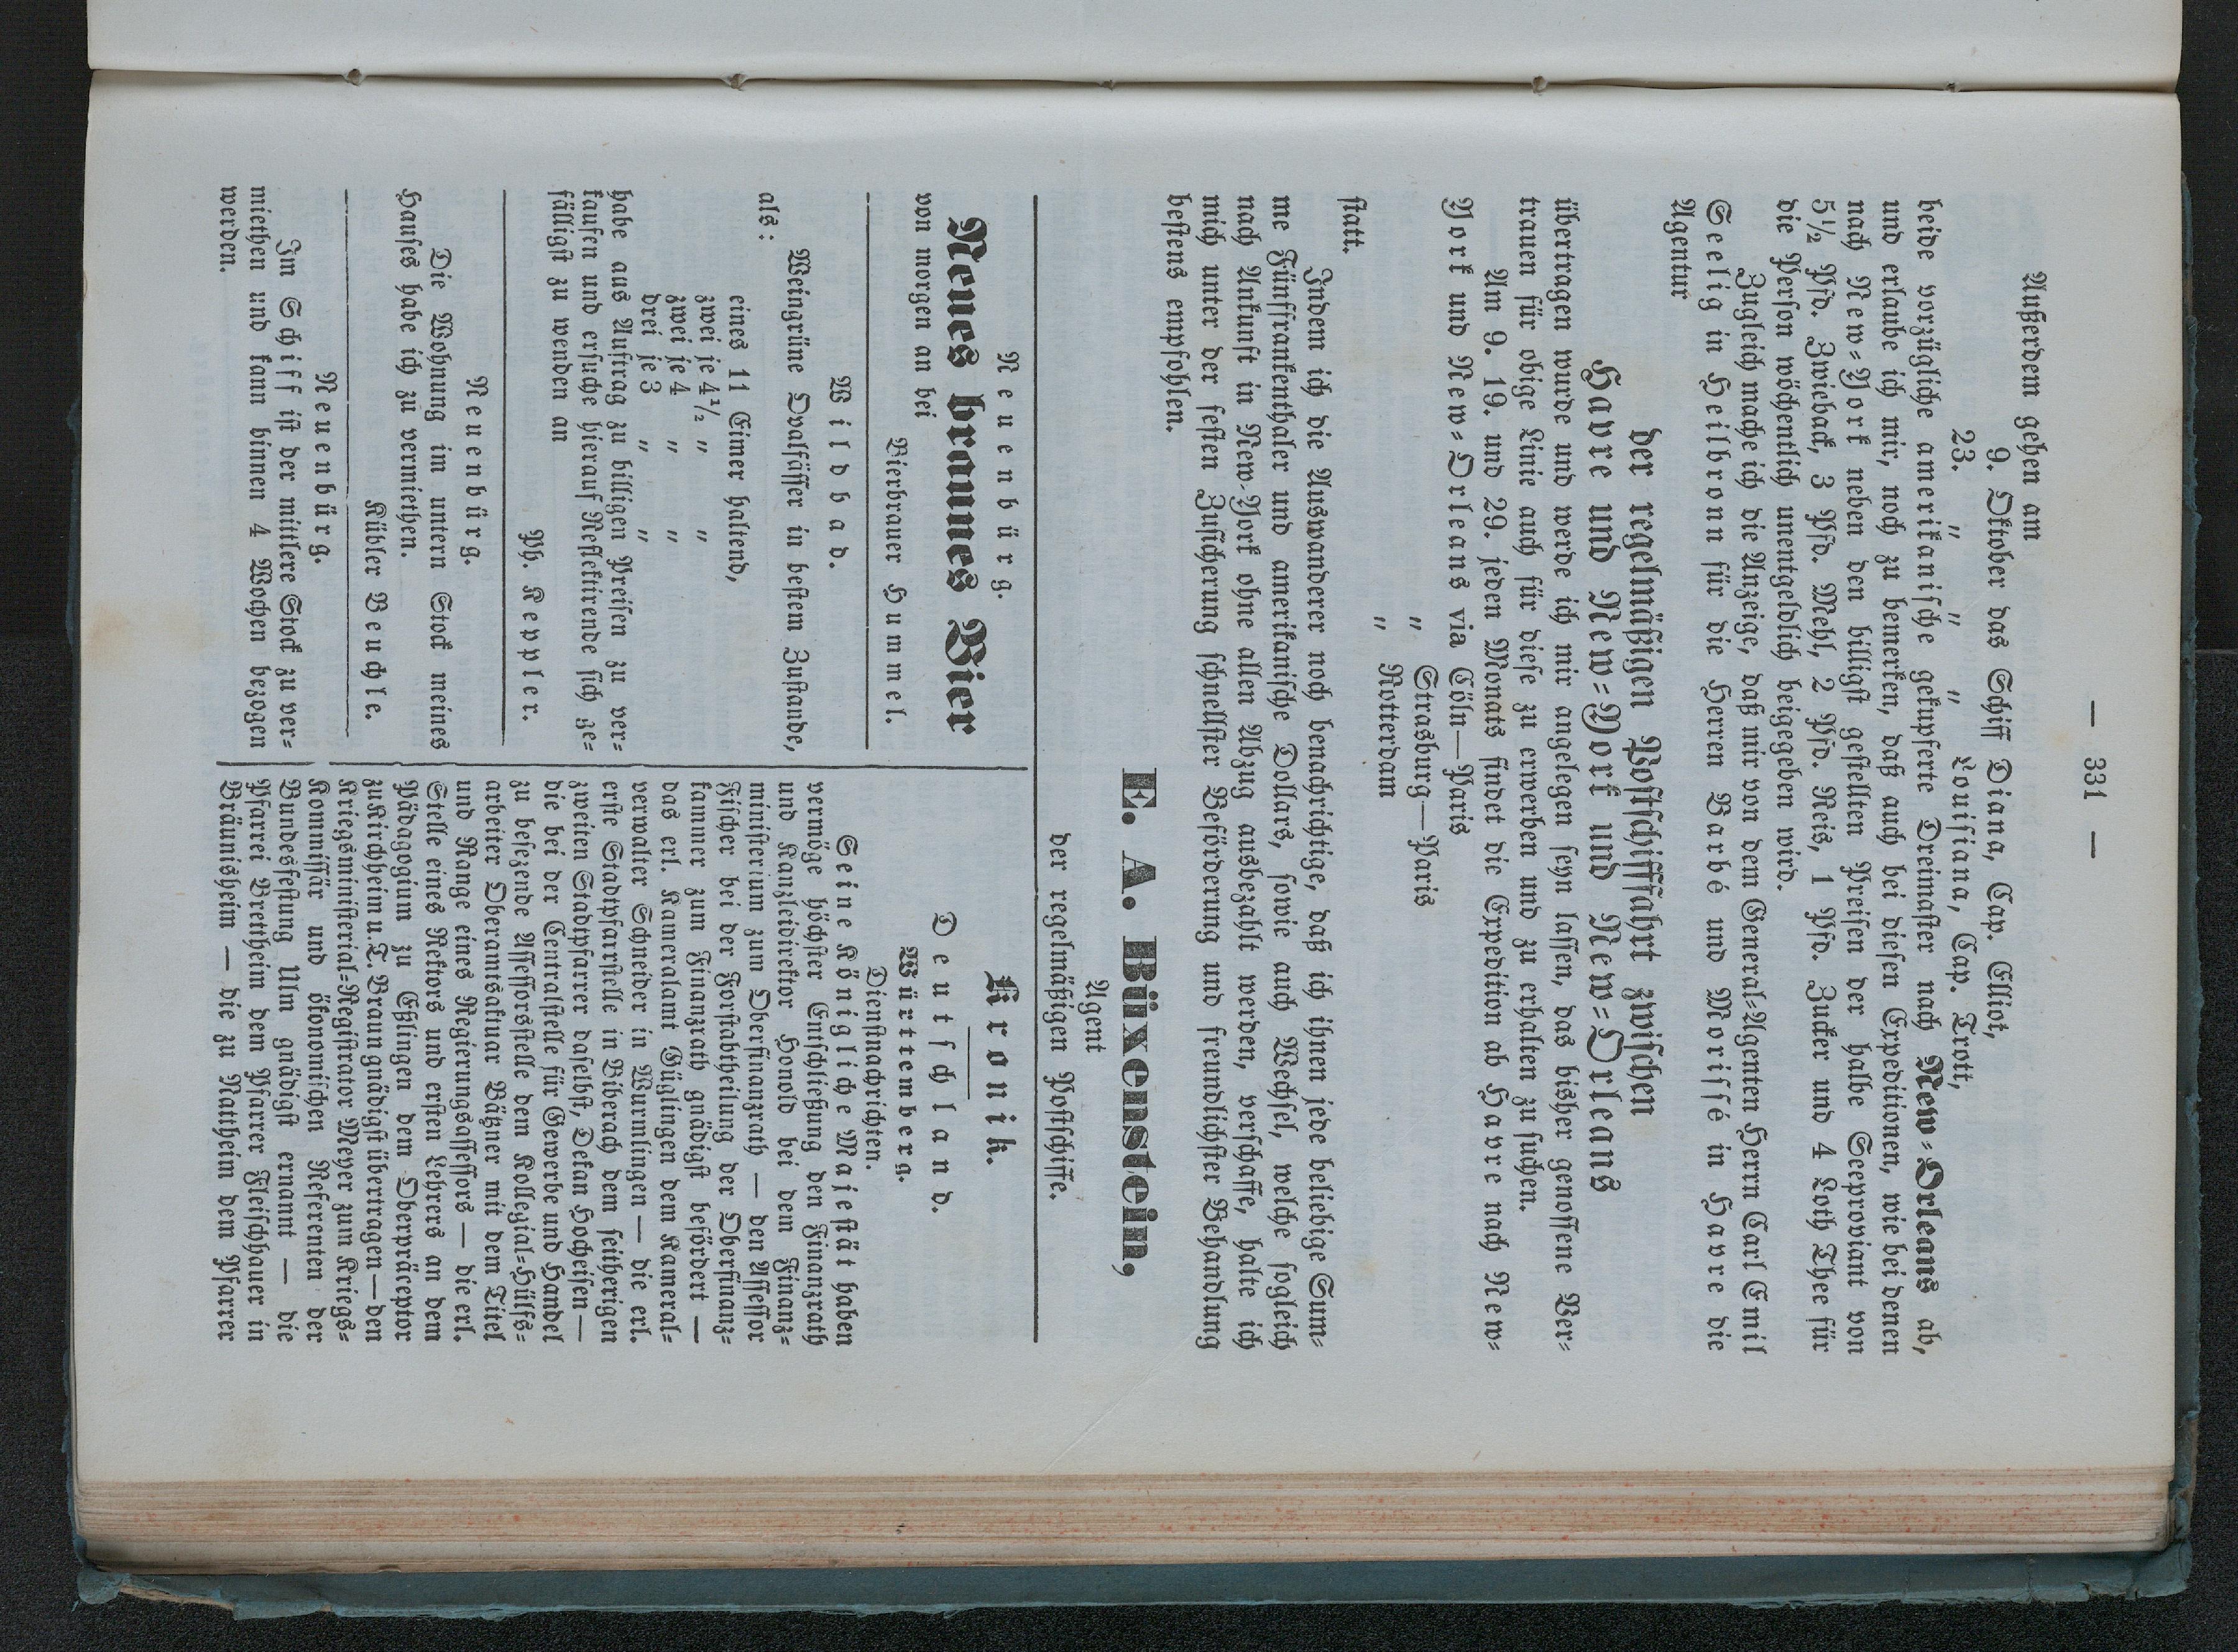 — 331 —
Außerdem gehen am
9. Oktober das Schiff Diana, Cap. Elliot,
23. „ „ „ Louisiana, Cap. Trott,
beide vorzügliche amerikanische gekupferte Dreimaster nach New-Orleans ab,
und erlaube ich mir, noch zu bemerken, daß auch bei diesen Expeditionen, wie bei denen
nach New-York neben den billigst gestellten Preisen der halbe Seeproviant von
5½ Pfd. Zwieback, 3 Pfd. Mehl, 2 Pfd. Reis, 1 Pfd. Zucker und 4 Loth Thee für
die Person wöchentlich unentgeldlich beigegeben wird.
Zugleich mache ich die Anzeige, daß mir von dem General-Agenten Herrn Carl Emil
Seelig in Heilbronn für die Herren Barbé und Morissé in Havre die
Agentur
der regelmäßigen Postschifffahrt zwischen
Havre und New-York und New-Orleans
übertragen wurde und werde ich mir angelegen seyn lassen, das bisher genossene Ver-
trauen für obige Linie auch für diese zu erwerben und zu erhalten zu suchen.
Am 9. 19. und 29. jeden Monats findet die Expedition ab Havre nach New-
York und New-Orleans via Cöln—Paris
„ Strasburg—Paris
„ Rotterdam
statt.
Indem ich die Auswanderer noch benachrichtige, daß ich ihnen jede beliebige Sum-
me Fünffrankenthaler und amerikanische Dollars, sowie auch Wechsel, welche sogleich
nach Ankunft in New-York ohne allen Abzug ausbezahlt werden, verschaffe, halte ich
mich unter der festen Zusicherung schnellster Beförderung und freundlichster Behandlung
bestens empfohlen.
E. A. Büxenstein,
Agent
der regelmäßigen Postschiffe.
Neuenbürg.
Neues braunes Bier
von morgen an bei
Bierbrauer Hummel.
Wildbad.
Weingrüne Ovalfässer in bestem Zustande,
als:
eines 11 Eimer haltend,
zwei je 4½ „ „
zwei je 4 „ „
drei je 3 „ „
habe aus Auftrag zu billigen Preisen zu ver-
kaufen und ersuche hierauf Reflektirende sich ge-
fälligst zu wenden an
Ph. Keppler.
Neuenbürg.
Die Wohnung im untern Stock meines
Hauses habe ich zu vermiethen.
Kübler Beuchle.
Neuenbürg.
Im Schiff ist der mittlere Stock zu ver-
miethen und kann binnen 4 Wochen bezogen
werden.
Kronik.
Deutschland.
Württemberg.
Dienstnachrichten.
Seine Königliche Majestät haben
vermöge höchster Entschließung den Finanzrath
und Kanzleidirektor Honold bei dem Finanz-
ministerium zum Oberfinanzrath — den Assessor
Fischer bei der Forstabtheilung der Oberfinanz-
kammer zum Finanzrath gnädigst befördert —
das erl. Kameralamt Güglingen dem Kameral-
verwalter Schneider in Wurmlingen — die erl.
erste Stadtpfarrstelle in Biberach dem seitherigen
zweiten Stadtpfarrer daselbst, Dekan Hocheisen —
die bei der Centralstelle für Gewerbe und Handel
zu besezende Assessorsstelle dem Kollegial-Hülfs-
arbeiter Oberamtsaktuar Bäzner mit dem Titel
und Range eines Regierungsassessors — die erl.
Stelle eines Rektors und ersten Lehrers an dem
Pädagogium zu Eßlingen dem Oberpräceptor
zu Kirchheim u. T. Braun gnädigst übertragen — den
Kriegsministerial-Registrator Meyer zum Kriegs-
Kommissär und ökonomischen Referenten der
Bundesfestung Ulm gnädigst ernannt — die
Pfarrei Brettheim dem Pfarrer Fleischhauer in
Bräunisheim — die zu Nattheim dem Pfarrer